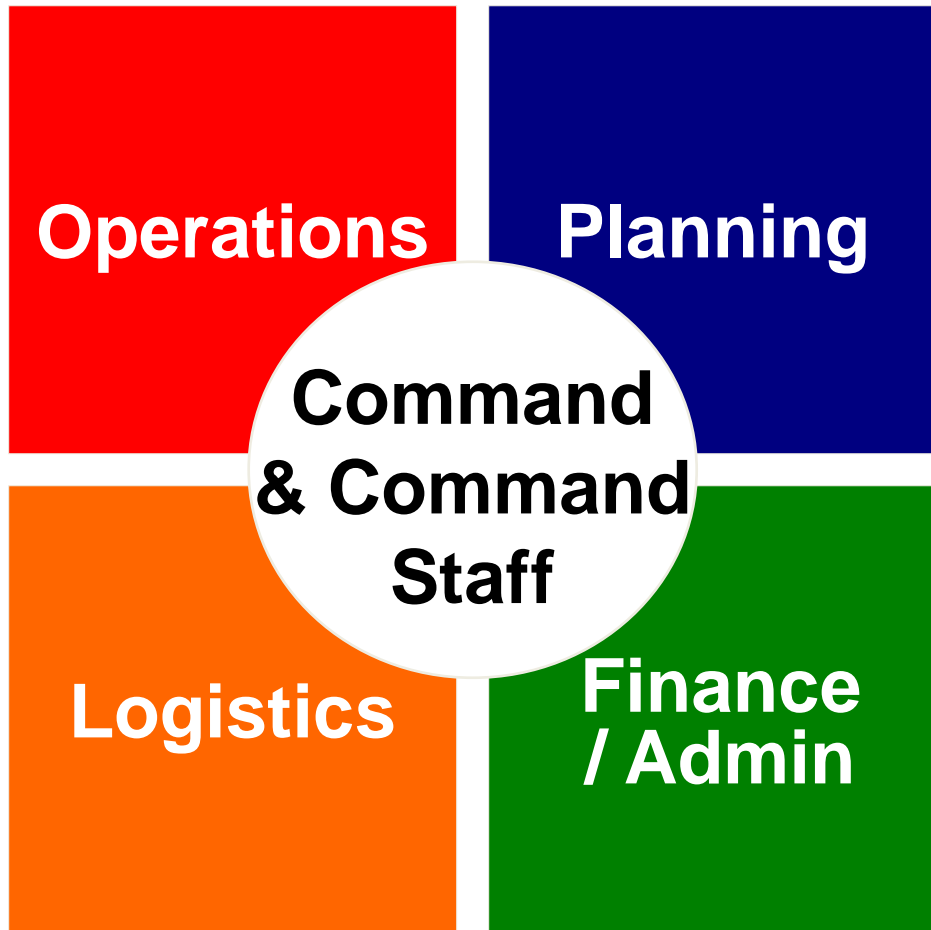 Operations
Planning
Command
& Command
Staff
Logistics
Finance
/ Admin